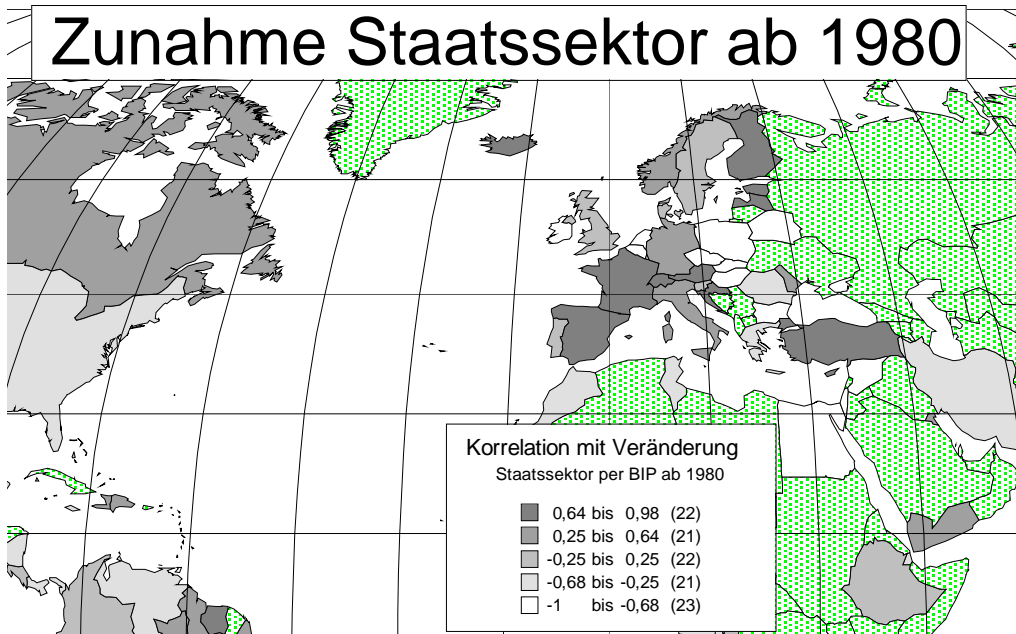 Zunahme Staatssektor ab 1980
Korrelation mit Veränderung
Staatssektor per BIP ab 1980
0,64 bis 0,98 (22)
0,25 bis 0,64 (21)
-0,25 bis 0,25 (22)
-0,68 bis -0,25 (21)
-1 bis -0,68 (23)